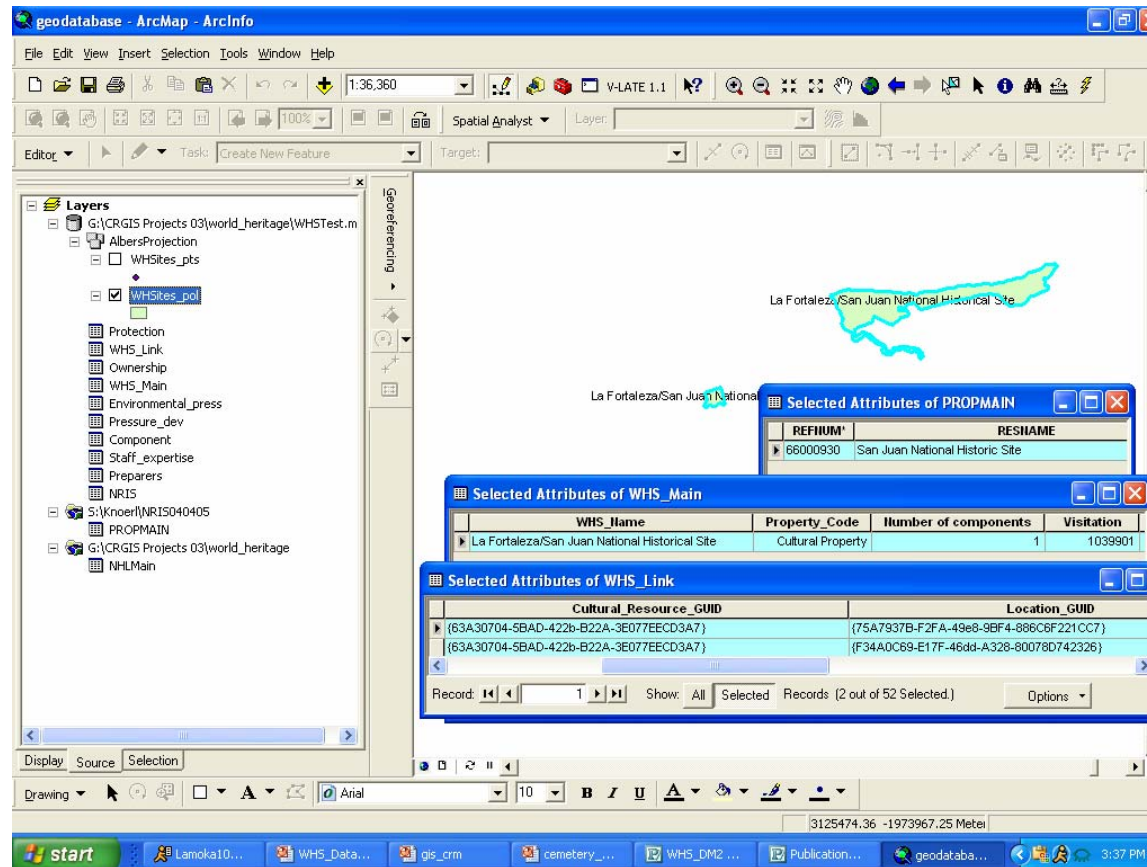 geodatabase - ArcMap - ArcInfo
File Edit View Insert Selection Tools Window Help
1:36,360 V-LATE 1.1
100% Spatial Analyst Layer:
Editor Task: Create New Feature Target:
Layers
G:\CRGIS Projects 03\world_heritage\WHSTest.m
AlbersProjection
WHSites_pts
WHSites_pol
Protection
WHS_Link
Ownership
WHS_Main
Environmental_press
Pressure_dev
Component
Staff_expertise
Preparers
NRIS
S:\Knoerl\NRIS040405
PROPMAIN
G:\CRGIS Projects 03\world_heritage
NHLMain
Display Source Selection
Georeferencing
La Fortaleza/San Juan National Historical Site
La Fortaleza/San Juan National
Selected Attributes of PROPMAIN
REFNUM* RESNAME
66000930 San Juan National Historic Site
Selected Attributes of WHS_Main
WHS_Name Property_Code Number of components Visitation
La Fortaleza/San Juan National Historical Site Cultural Property 1 1039901
Selected Attributes of WHS_Link
Cultural_Resource_GUID Location_GUID
{63A30704-5BAD-422b-B22A-3E077EECD3A7} {75A7937B-F2FA-49e8-9BF4-886C6F221CC7}
{63A30704-5BAD-422b-B22A-3E077EECD3A7} {F34A0C69-E17F-46dd-A328-80078D742326}
Record: 1 Show: All Selected Records (2 out of 52 Selected.) Options
Drawing A Arial 10 B I U A
3125474.36 -1973967.25 Meter
start Lamoka10... WHS_Data... gis_crm cemetery_... WHS_DM2 ... Publication... geodataba... 3:37 PM